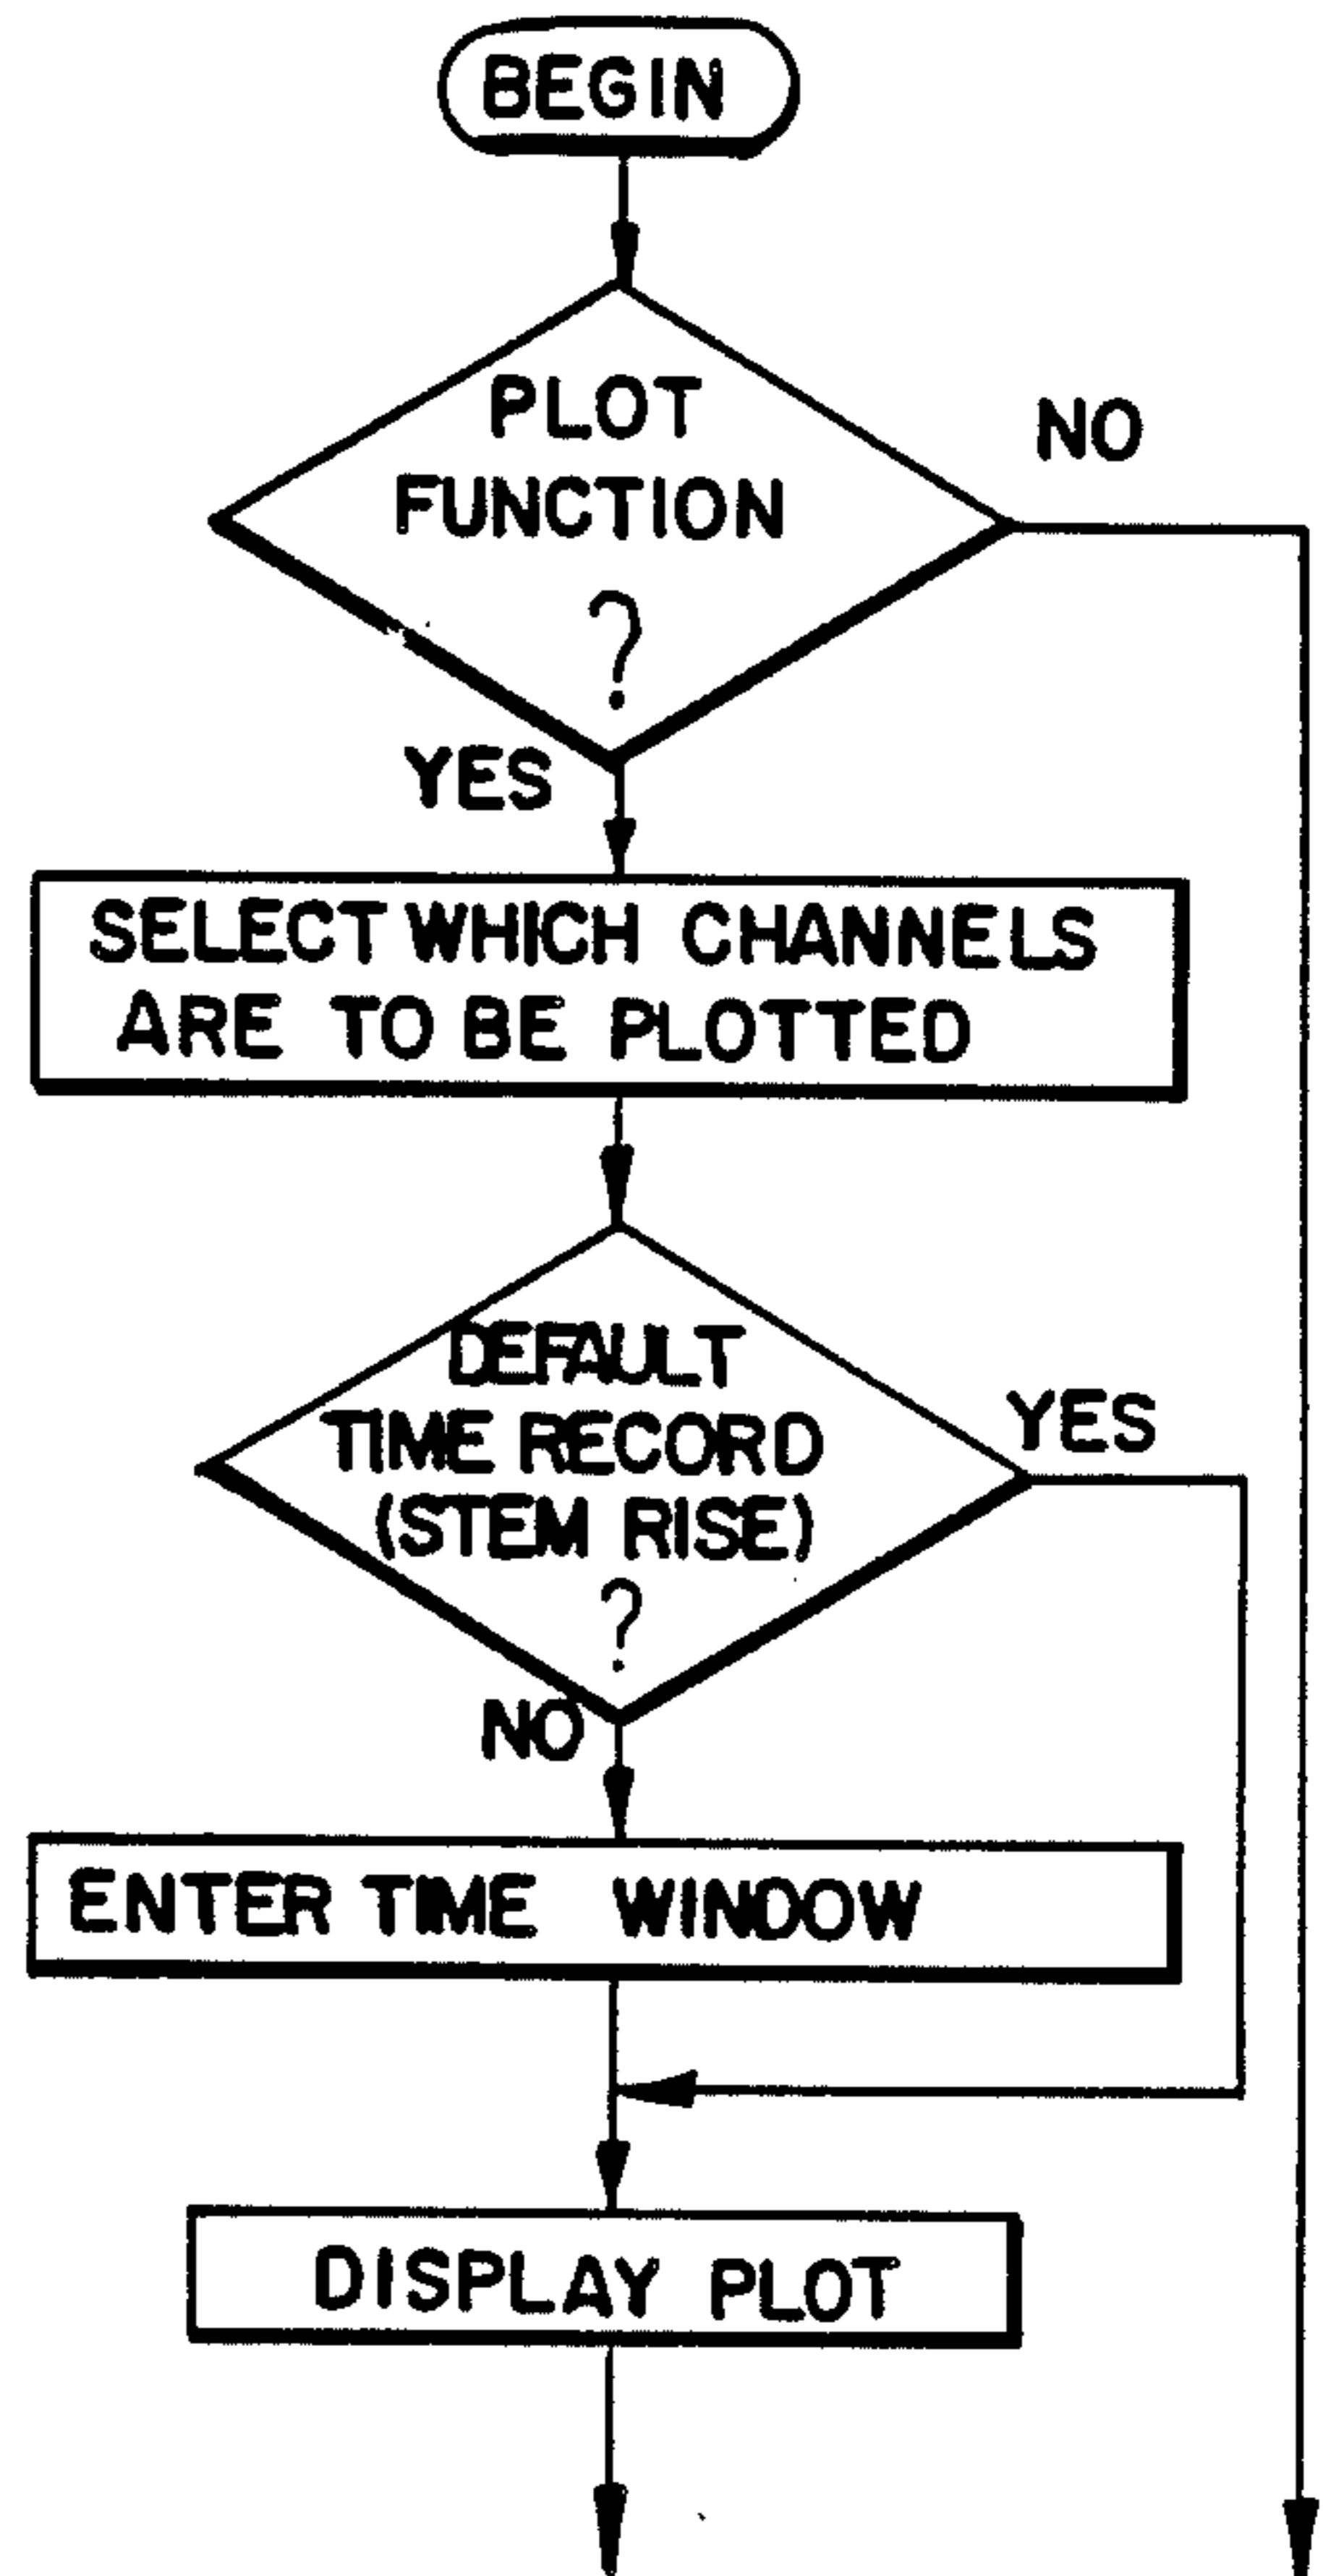 BEGIN
PLOT
FUNCTION
?
NO
YES
SELECT WHICH CHANNELS
ARE TO BE PLOTTED
DEFAULT
TIME RECORD
(STEM RISE)
?
YES
NO
ENTER TIME WINDOW
DISPLAY PLOT